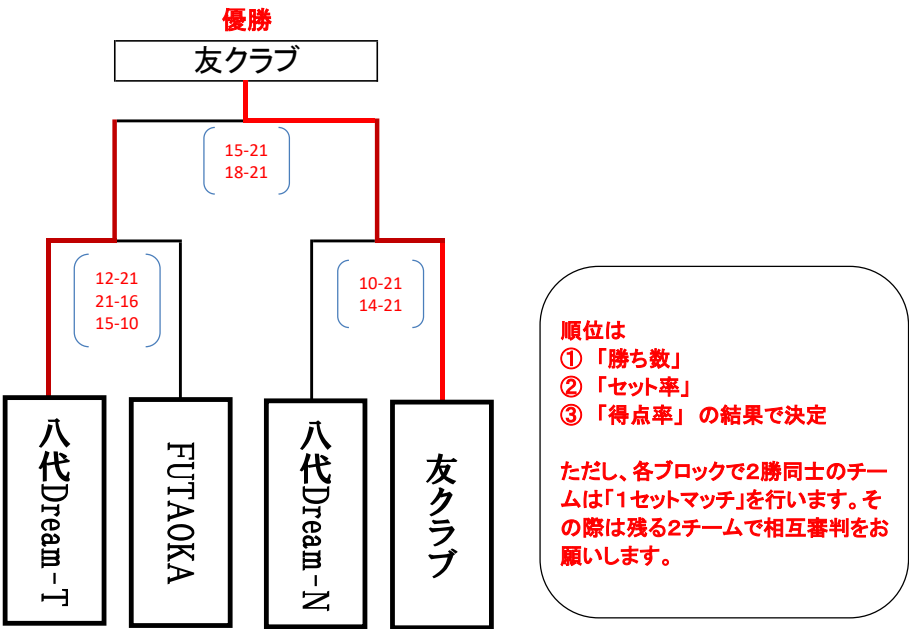 優勝
友クラブ
15-21
18-21
12-21
21-16
15-10
10-21
14-21
八代Dream-T
FUTAOKA
八代Dream-N
友クラブ
順位は
① 「勝ち数」
② 「セット率」
③ 「得点率」 の結果で決定
ただし、各ブロックで2勝同士のチー
ムは「1セットマッチ」を行います。そ
の際は残る2チームで相互審判をお
願いします。